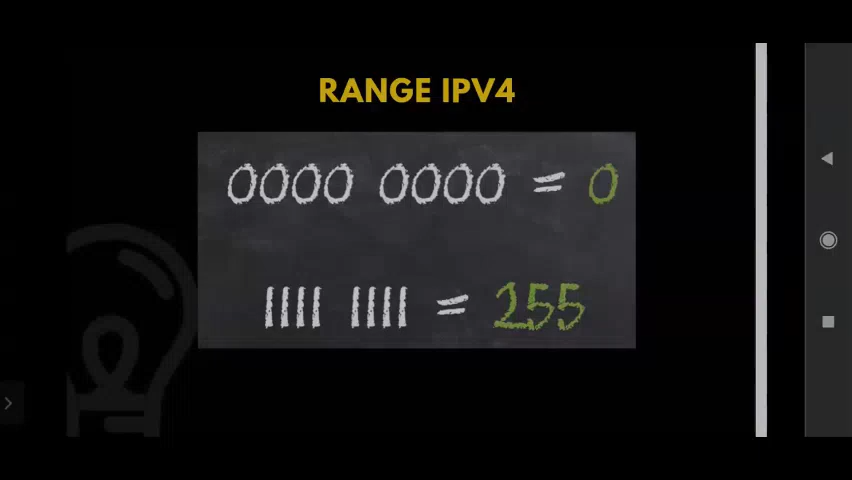 RANGE IPV4
0000 0000 = 0
1111 1111 = 255